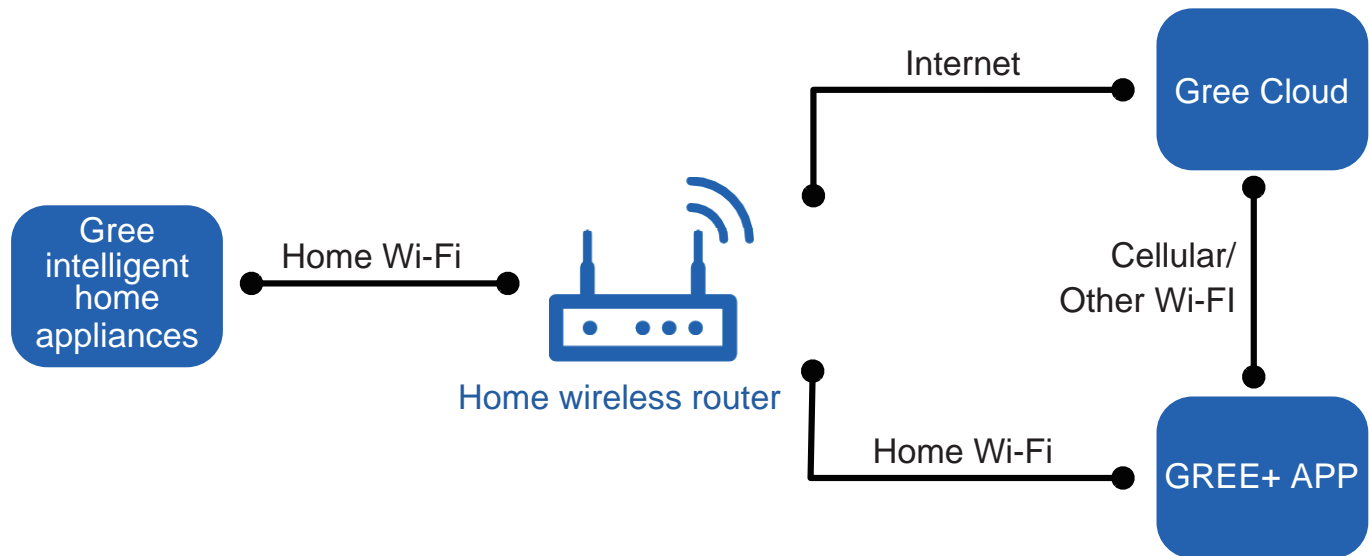 Internet
Gree Cloud
Gree
intelligent
home
appliances
Home Wi-Fi
Cellular/
Other Wi-FI
Home wireless router
Home Wi-Fi
GREE+ APP